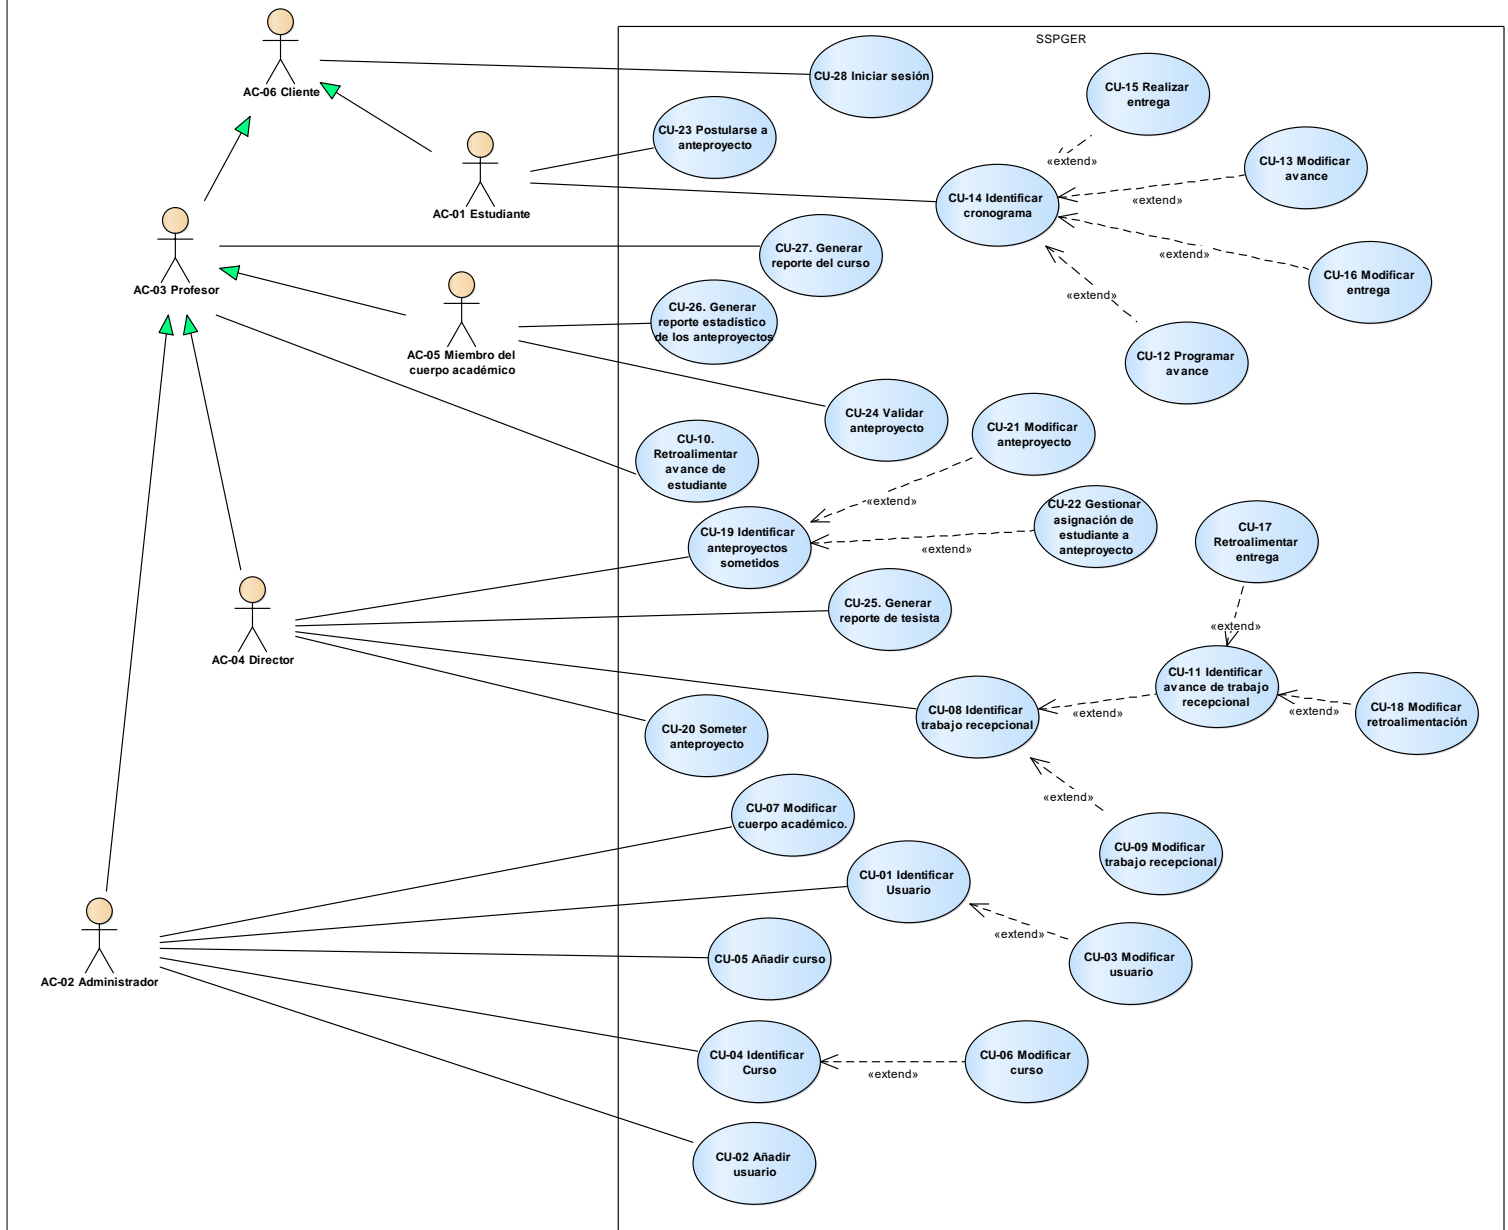 SSPGER
AC-06 Cliente
CU-28 Iniciar sesión
CU-15 Realizar
entrega
«extend»
CU-23 Postularse a
anteproyecto
CU-13 Modificar
avance
«extend»
AC-01 Estudiante
CU-14 Identificar
cronograma
CU-27. Generar
reporte del curso
«extend»
CU-16 Modificar
entrega
AC-03 Profesor
«extend»
CU-26. Generar
reporte estadístico
de los anteproyectos
AC-05 Miembro del
cuerpo académico
CU-12 Programar
avance
CU-24 Validar
anteproyecto
CU-21 Modificar
anteproyecto
CU-10.
Retroalimentar
avance de
estudiante
«extend»
CU-22 Gestionar
asignación de
estudiante a
anteproyecto
CU-19 Identificar
anteproyectos
sometidos
«extend»
CU-17
Retroalimentar
entrega
CU-25. Generar
reporte de tesista
«extend»
AC-04 Director
CU-11 Identificar
avance de trabajo
recepcional
CU-08 Identificar
trabajo recepcional
«extend»
«extend»
CU-18 Modificar
retroalimentación
CU-20 Someter
anteproyecto
«extend»
CU-07 Modificar
cuerpo académico.
CU-09 Modificar
trabajo recepcional
CU-01 Identificar
Usuario
«extend»
CU-03 Modificar
usuario
CU-05 Añadir curso
AC-02 Administrador
CU-04 Identificar
Curso
«extend»
CU-06 Modificar
curso
CU-02 Añadir
usuario